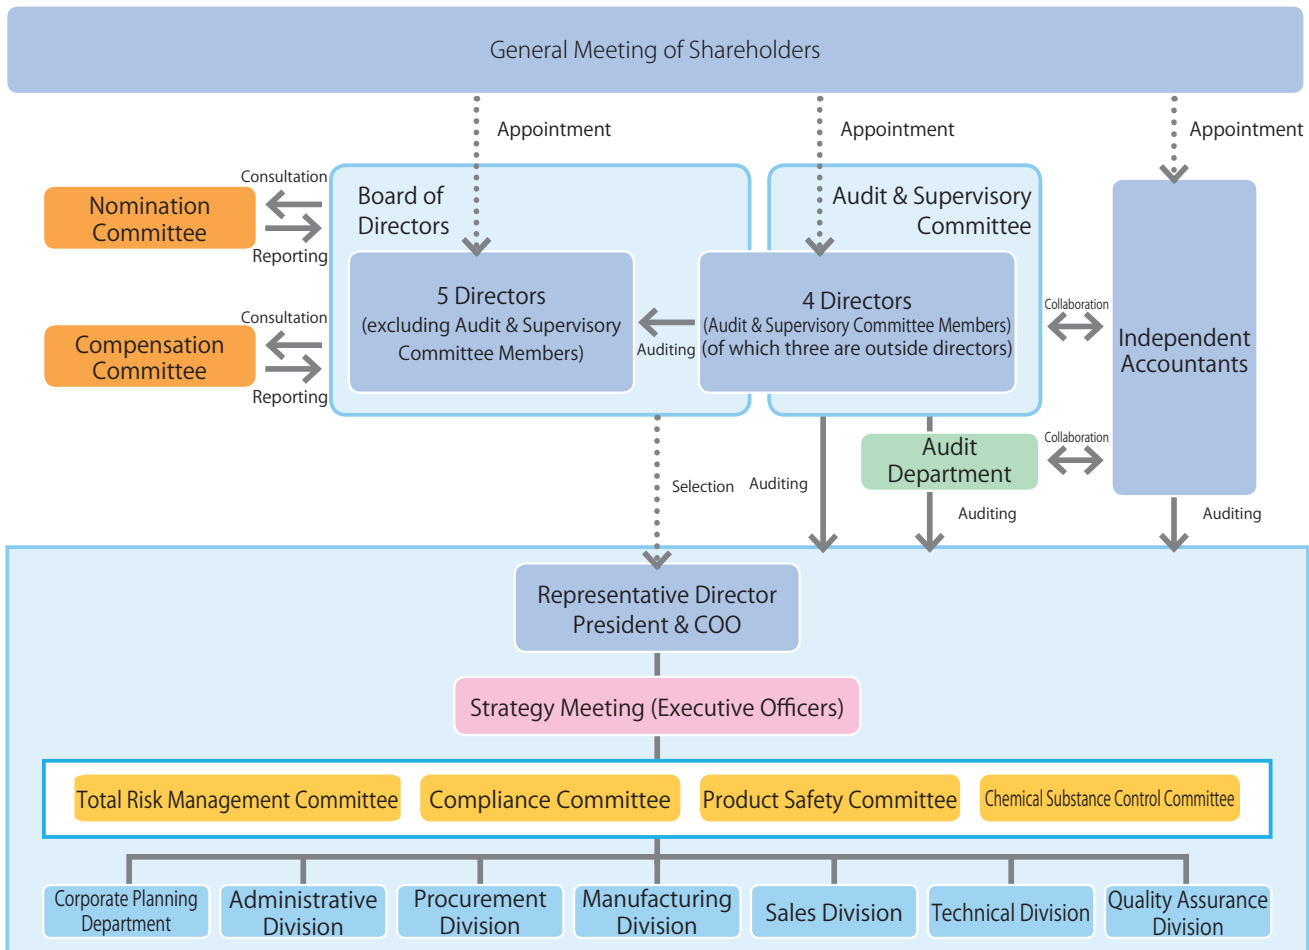 General Meeting of Shareholders
Appointment
Appointment
Appointment
Consultation
Nomination
Committee
Reporting
Board of
Directors
Audit & Supervisory
Committee
5 Directors
(excluding Audit & Supervisory
Committee Members)
Auditing
4 Directors
(Audit & Supervisory Committee Members)
(of which three are outside directors)
Collaboration
Independent
Accountants
Consultation
Compensation
Committee
Reporting
Audit
Department
Collaboration
Selection
Auditing
Auditing
Auditing
Representative Director
President & COO
Strategy Meeting (Executive Officers)
Total Risk Management Committee
Compliance Committee
Product Safety Committee
Chemical Substance Control Committee
Corporate Planning
Department
Administrative
Division
Procurement
Division
Manufacturing
Division
Sales Division
Technical Division
Quality Assurance
Division